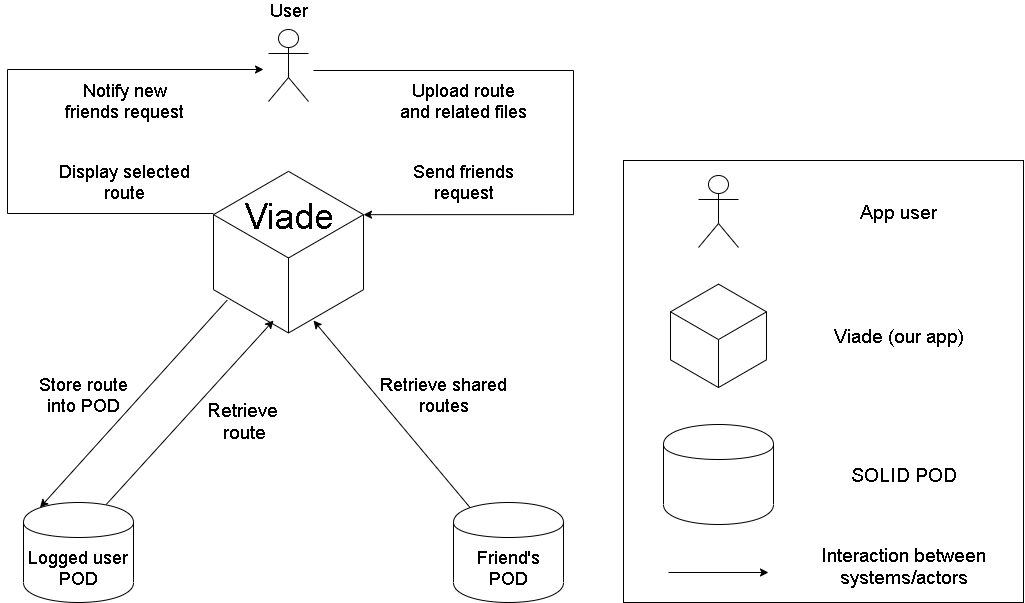 User
Notify new
friends request
Upload route
and related files
Display selected
route
Send friends
request
Viade
Store route
into POD
Retrieve
route
Retrieve shared
routes
Logged user
POD
Friend's
POD
App user
Viade (our app)
SOLID POD
Interaction between
systems/actors